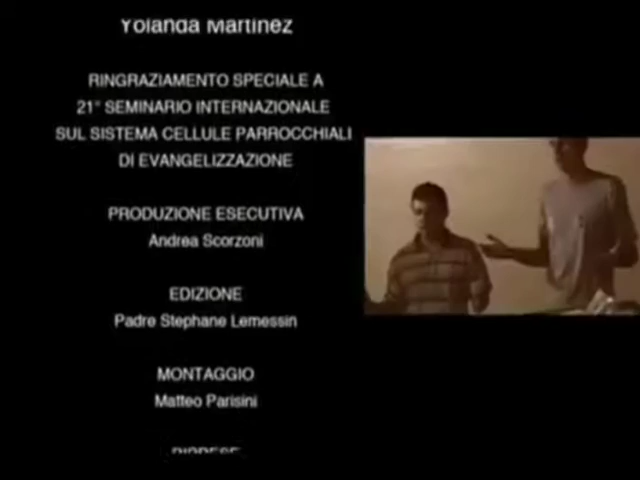 Yolanda Martinez
RINGRAZIAMENTO SPECIALE A
21° SEMINARIO INTERNAZIONALE
SUL SISTEMA CELLULE PARROCCHIALI
DI EVANGELIZZAZIONE
PRODUZIONE ESECUTIVA
Andrea Scorzoni
EDIZIONE
Padre Stephane Lemessin
MONTAGGIO
Matteo Parisini
RIPRESE